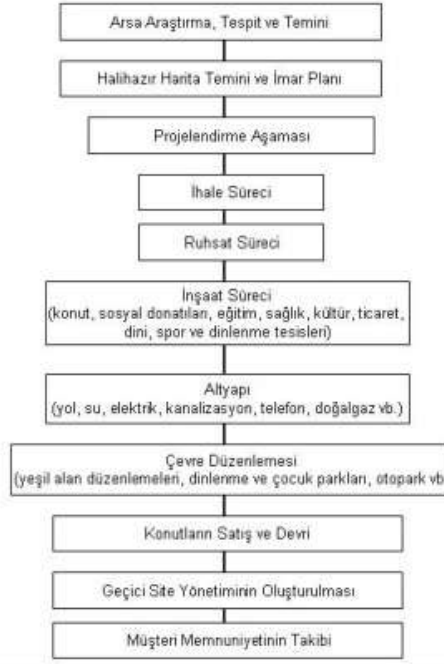 Arsa Araştırma, Tespit ve Temini
Halihazır Harita Temini ve İmar Planı
Projelendirme Aşaması
İhale Süreci
Ruhsat Süreci
İnşaat Süreci
(konut, sosyal donatıları, eğitim, sağlık, kültür, ticaret,
dini, spor ve dinlenme tesisleri)
Altyapı
(yol, su, elektrik, kanalizasyon, telefon, doğalgaz vb.)
Çevre Düzenlemesi
(yeşil alan düzenlemeleri, dinlenme ve çocuk parkları, otopark vb
Konutların Satış ve Devri
Geçici Site Yönetiminin Oluşturulması
Müşteri Memnuniyetinin Takibi